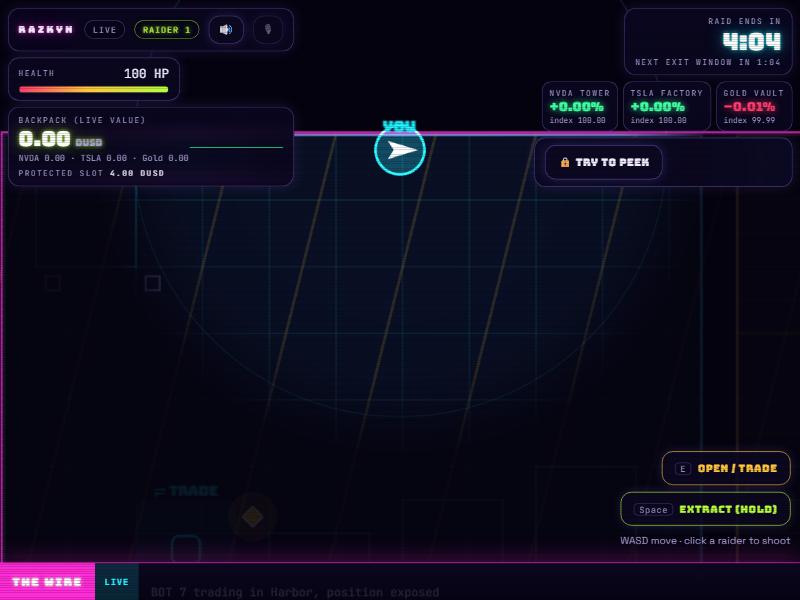 RAZKYN LIVE RAIDER 1
HEALTH 100 HP
BACKPACK (LIVE VALUE)
0.00 DUSD
NVDA 0.00 · TSLA 0.00 · Gold 0.00
PROTECTED SLOT 4.00 DUSD
YOU
RAID ENDS IN
4:04
NEXT EXIT WINDOW IN 1:04
NVDA TOWER
+0.00%
index 100.00
TSLA FACTORY
+0.00%
index 100.00
GOLD VAULT
-0.01%
index 99.99
TRY TO PEEK
TRADE
E OPEN / TRADE
Space EXTRACT (HOLD)
WASD move · click a raider to shoot
THE WIRE LIVE BOT 7 trading in Harbor, position exposed